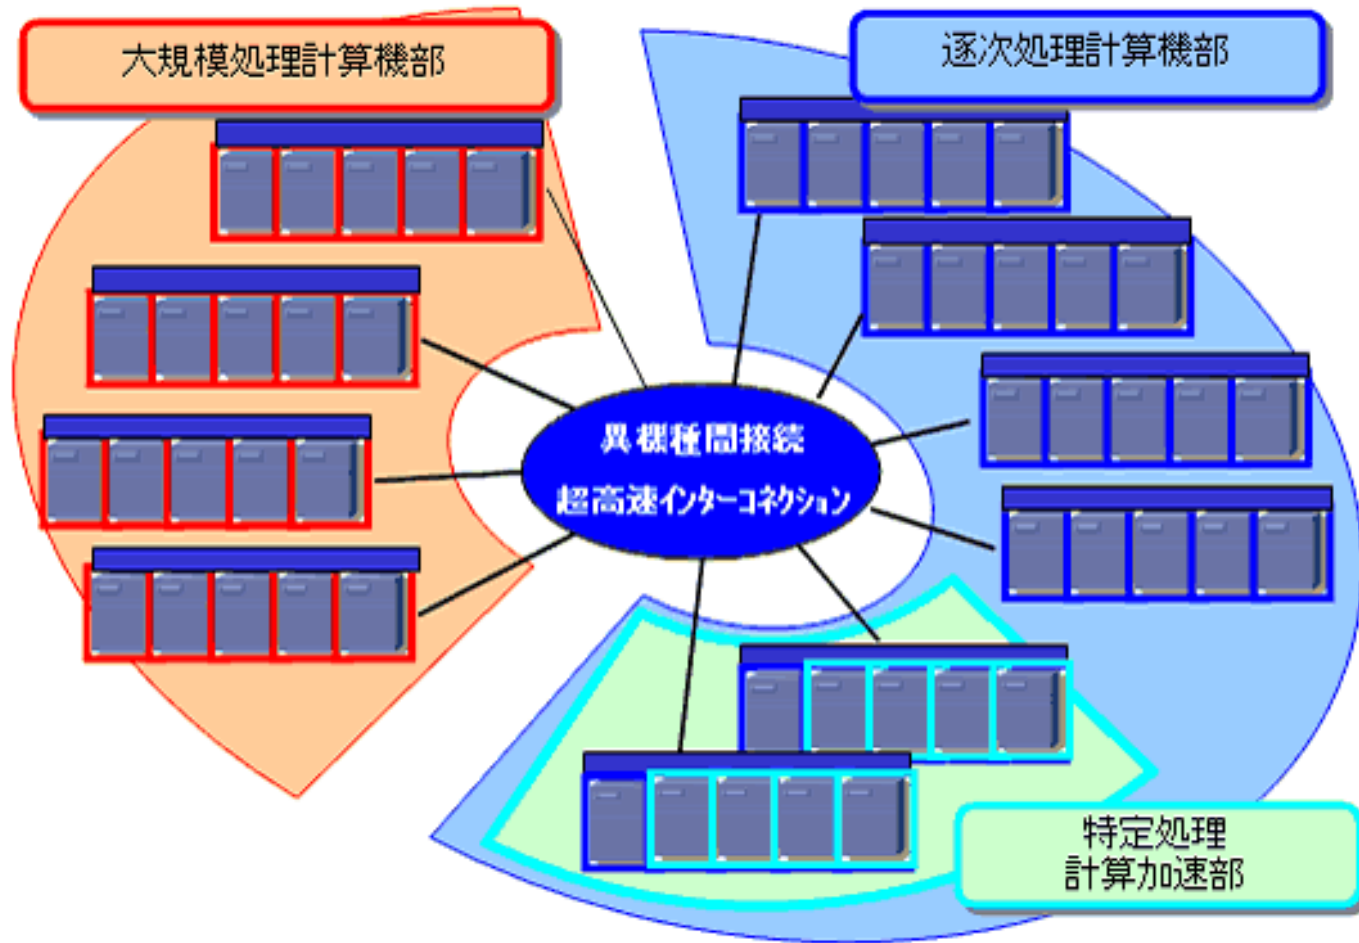 大規模処理計算機部
逐次処理計算機部
異機種間接続
超高速インターコネクション
特定処理
計算加速部